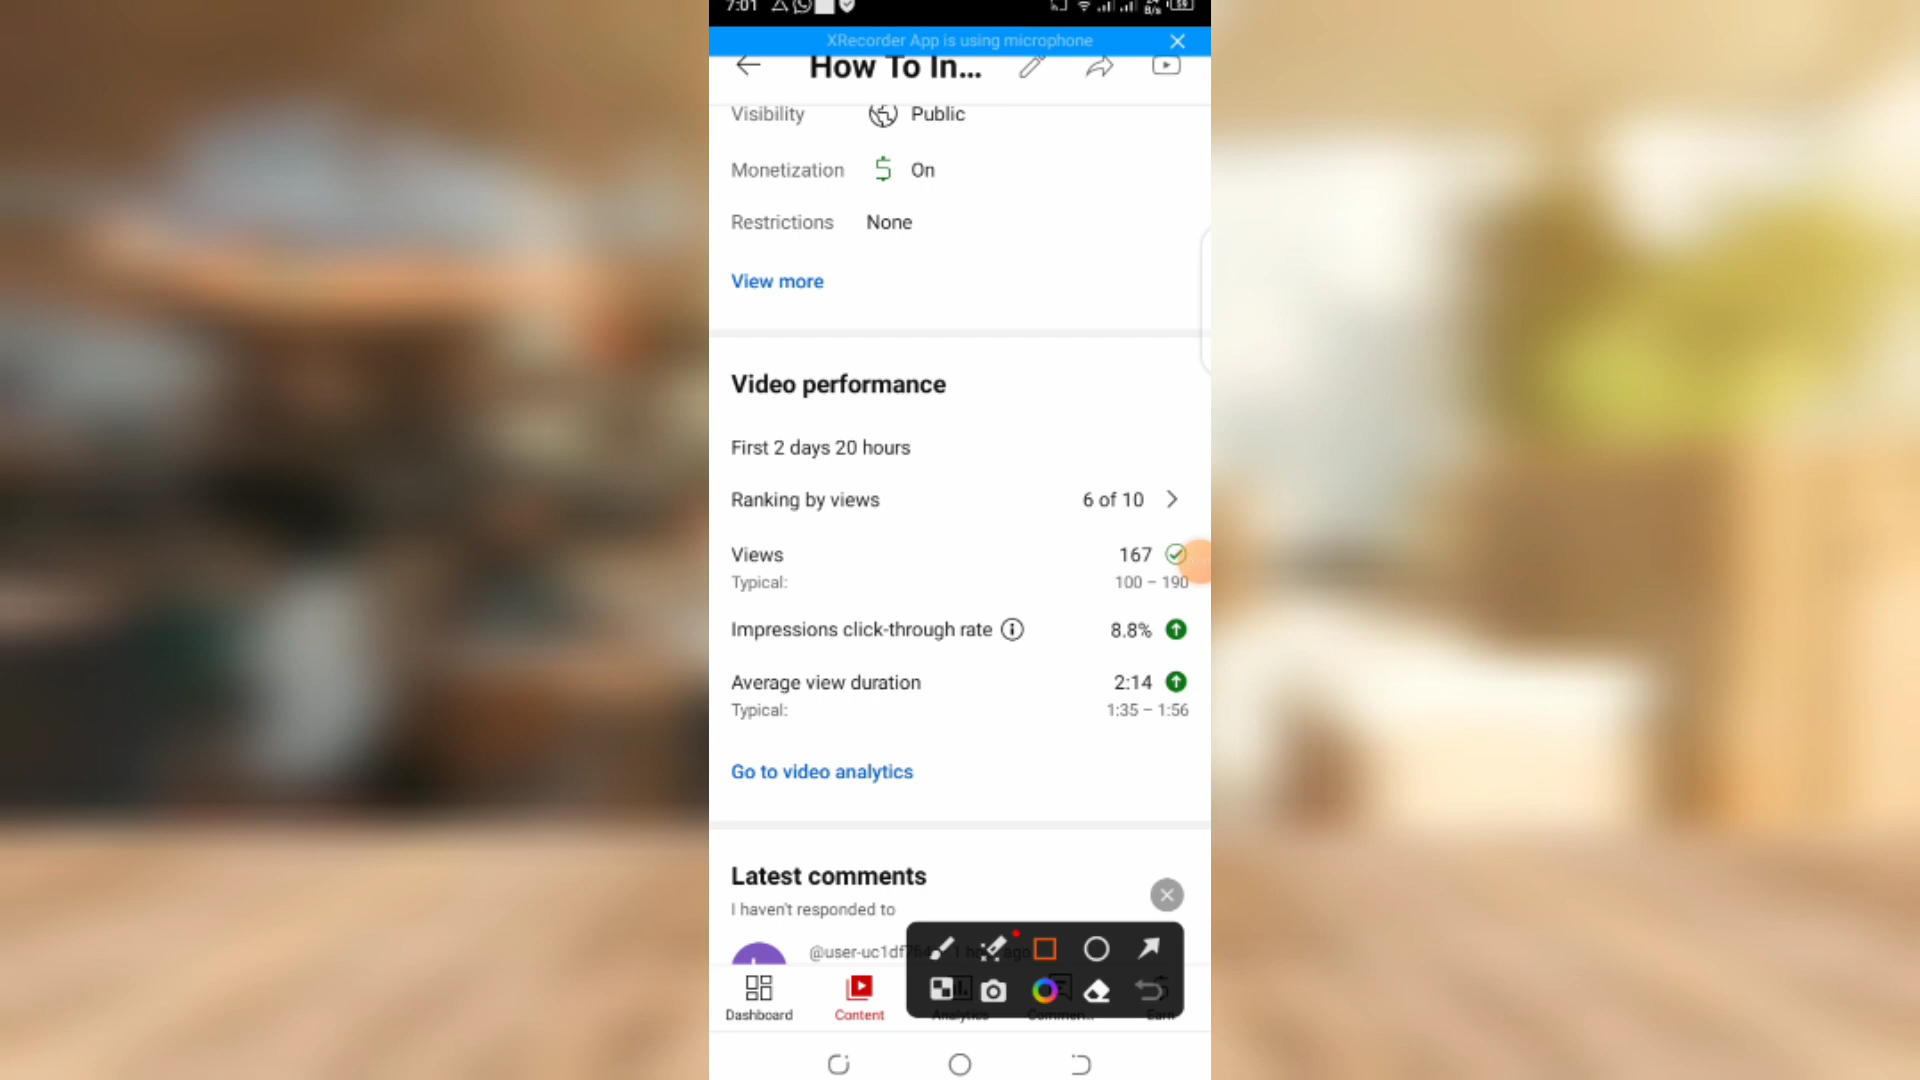 7:01
XRecorder App is using microphone
How To In...
Visibility Public
Monetization On
Restrictions None
View more
Video performance
First 2 days 20 hours
Ranking by views 6 of 10
Views 167
Typical: 100 – 190
Impressions click-through rate 8.8%
Average view duration 2:14
Typical: 1:35 – 1:56
Go to video analytics
Latest comments
I haven't responded to
Dashboard Content Analytics Commen... Earn